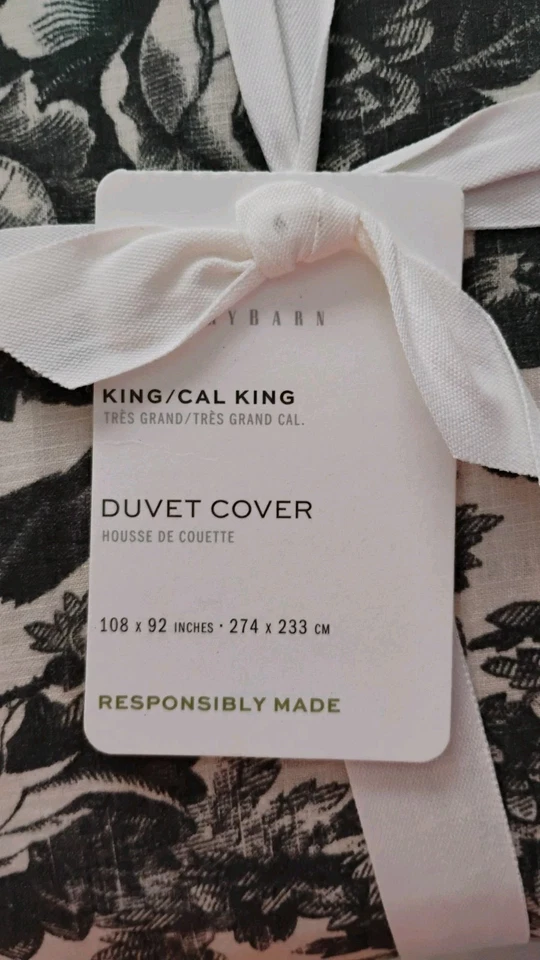 YBARN
KING/CAL KING
TRÈS GRAND/TRÈS GRAND CAL.
DUVET COVER
HOUSSE DE COUETTE
108 X 92 INCHES · 274 X 233 CM
RESPONSIBLY MADE